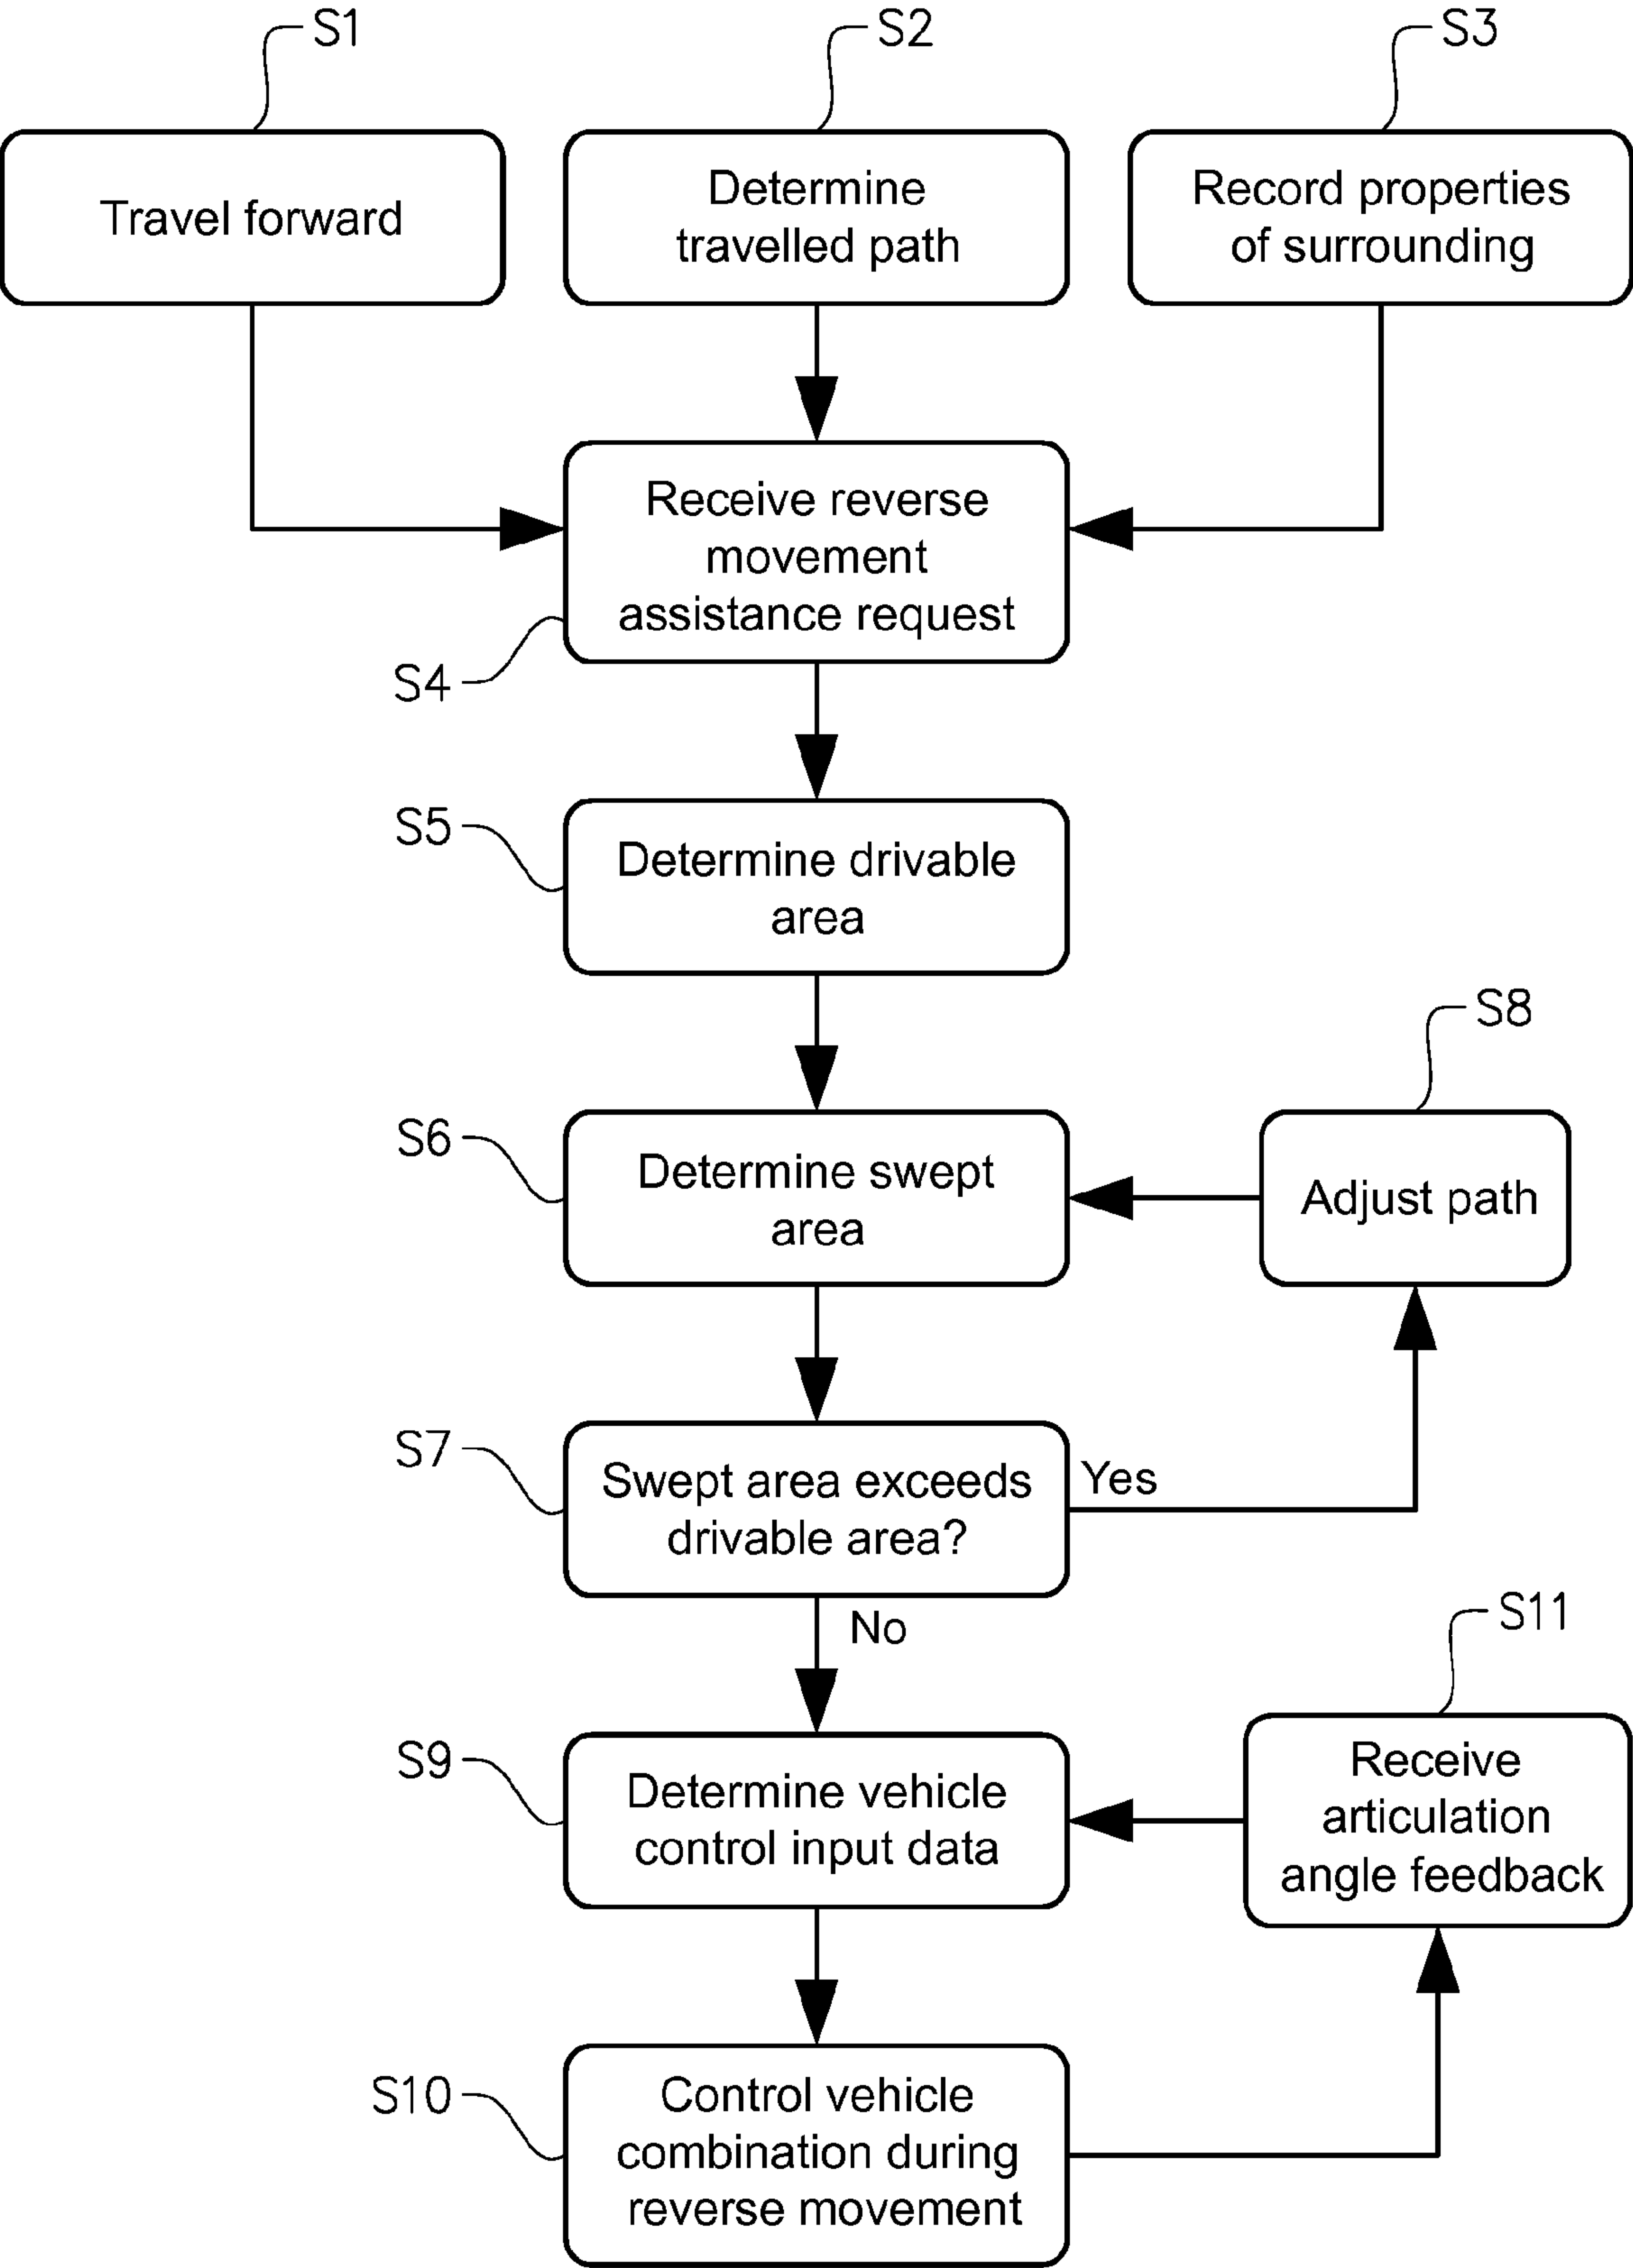 S1
S2
S3
Travel forward
Determine
travelled path
Record properties
of surrounding
Receive reverse
movement
assistance request
S4
S5
Determine drivable
area
S8
S6
Determine swept
area
Adjust path
S7
Swept area exceeds
drivable area?
Yes
No
S11
S9
Determine vehicle
control input data
Receive
articulation
angle feedback
S10
Control vehicle
combination during
reverse movement